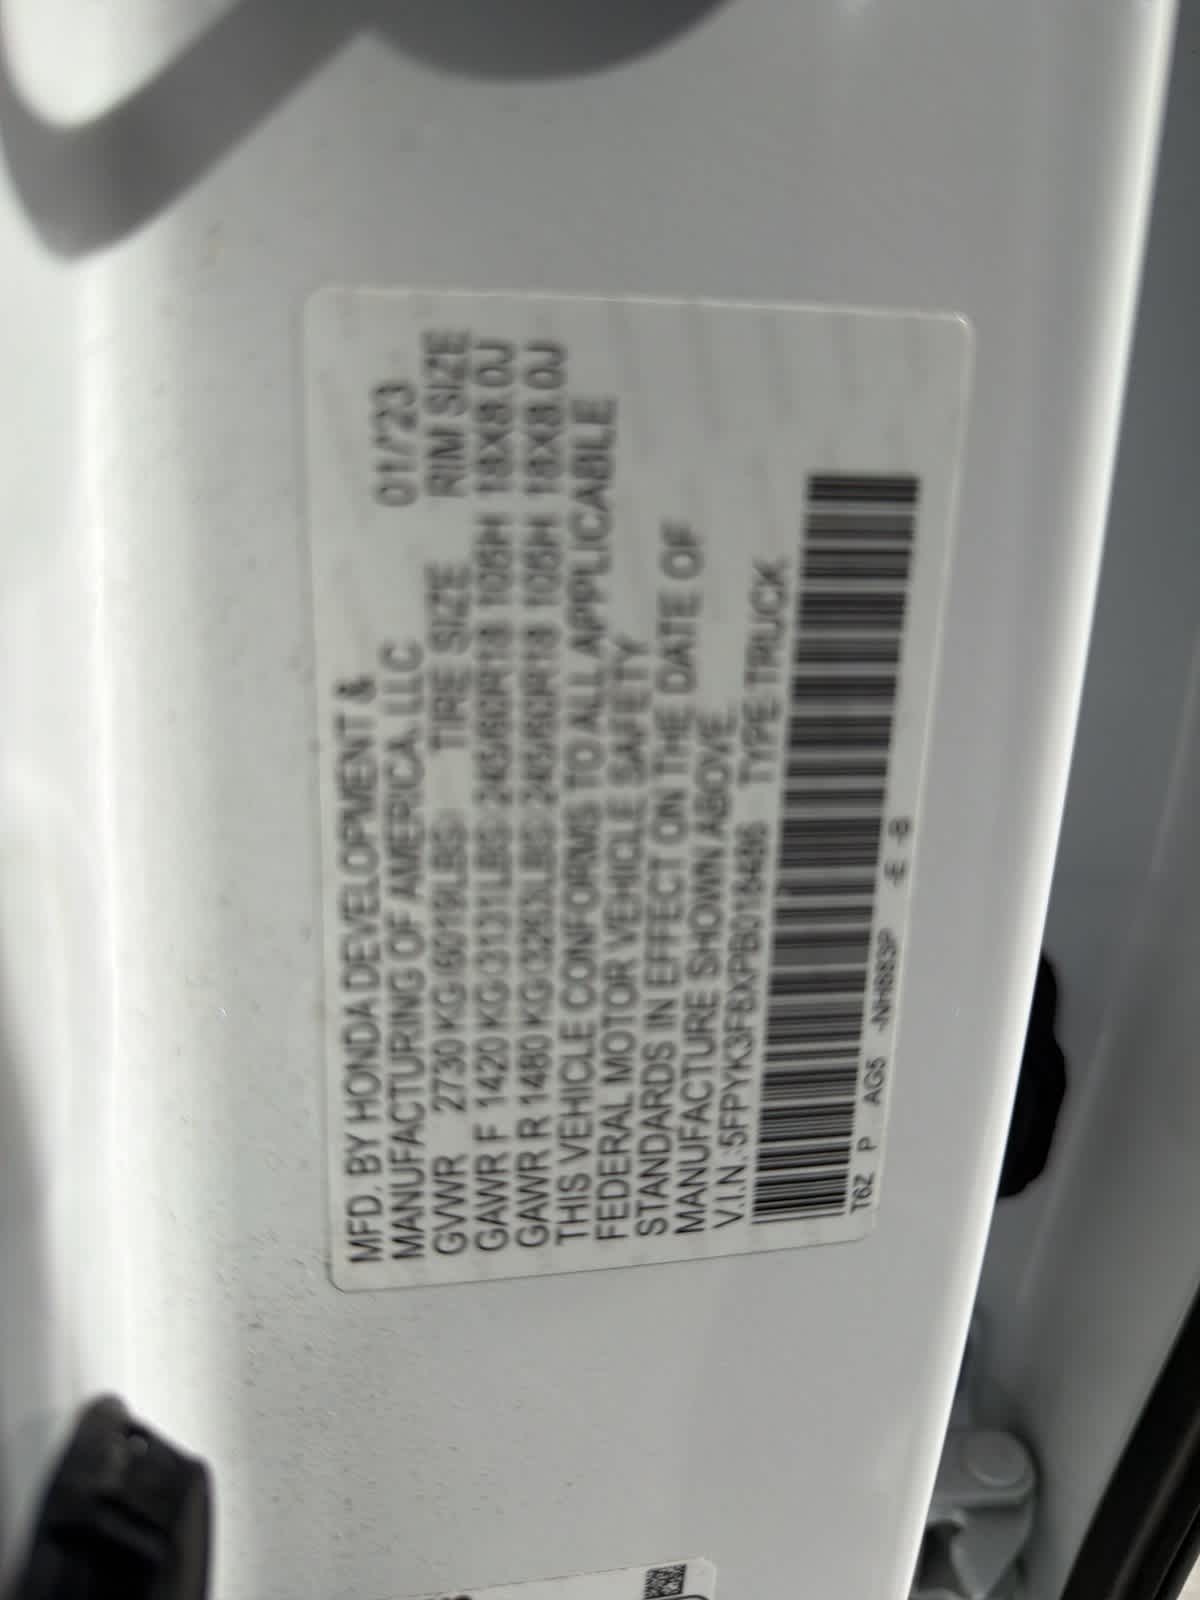 MFD. BY HONDA DEVELOPMENT &
MANUFACTURING OF AMERICA, LLC 01/'23
GVWR 2730 KG (6019LBS) TIRE SIZE RIM SIZE
GAWR F 1420 KG (3131LBS) 245/60R18 105H 18X8.0J
GAWR R 1480 KG (3263LBS) 245/60R18 105H 18X8.0J
THIS VEHICLE CONFORMS TO ALL APPLICABLE
FEDERAL MOTOR VEHICLE SAFETY
STANDARDS IN EFFECT ON THE DATE OF
MANUFACTURE SHOWN ABOVE
V.I.N.: TYPE:TRUCK
T6Z P AG5 -NH883P -E -B